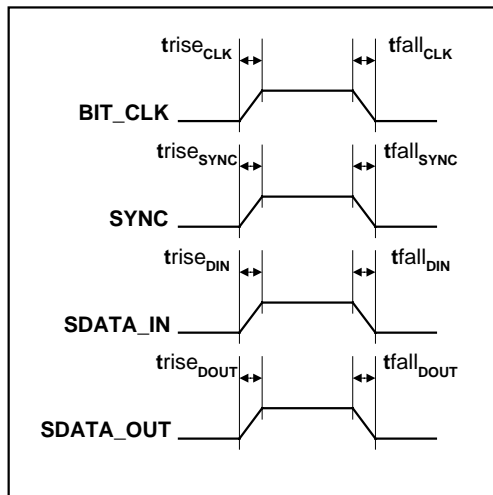 triseCLK tfallCLK
BIT_CLK
triseSYNC tfallSYNC
SYNC
triseDIN tfallDIN
SDATA_IN
triseDOUT tfallDOUT
SDATA_OUT